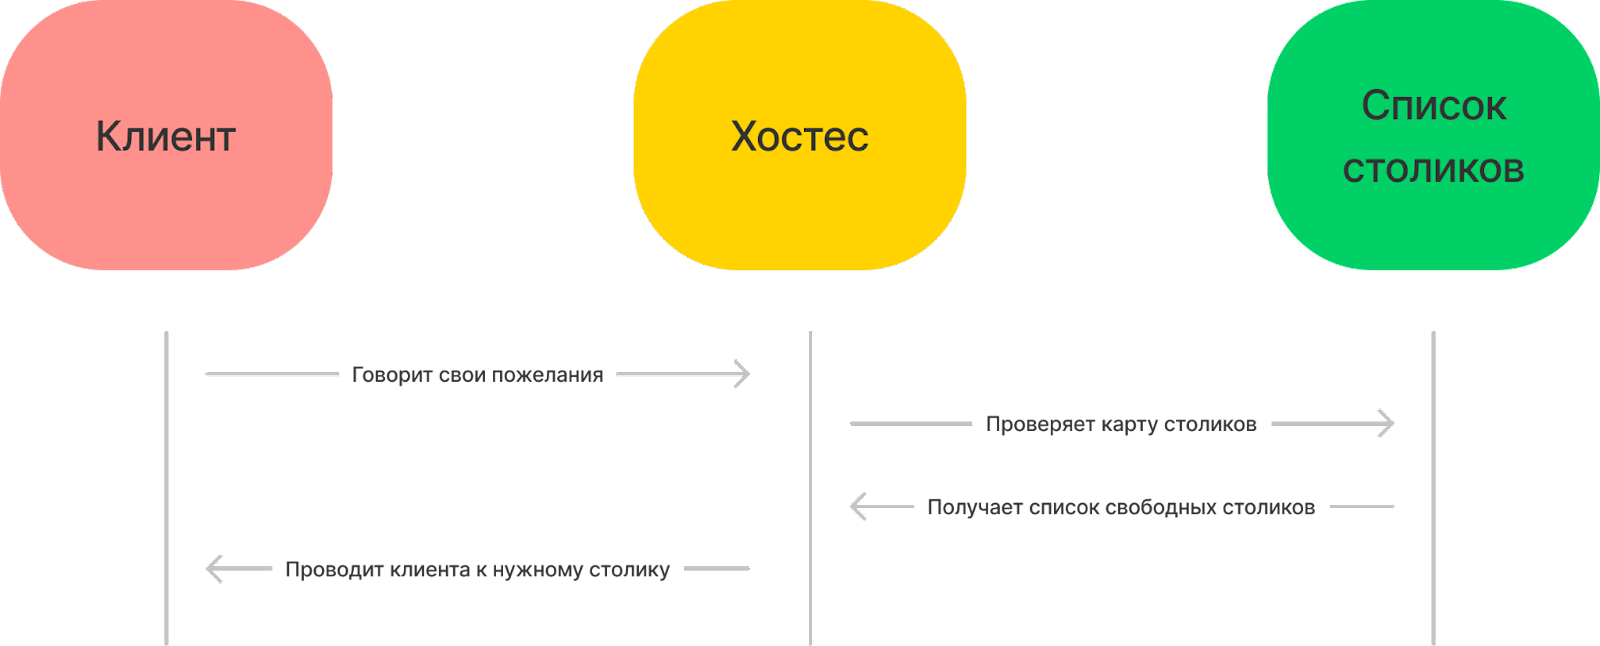 Клиент
Хостес
Список
столиков
Говорит свои пожелания
Проверяет карту столиков
Получает список свободных столиков
Проводит клиента к нужному столику